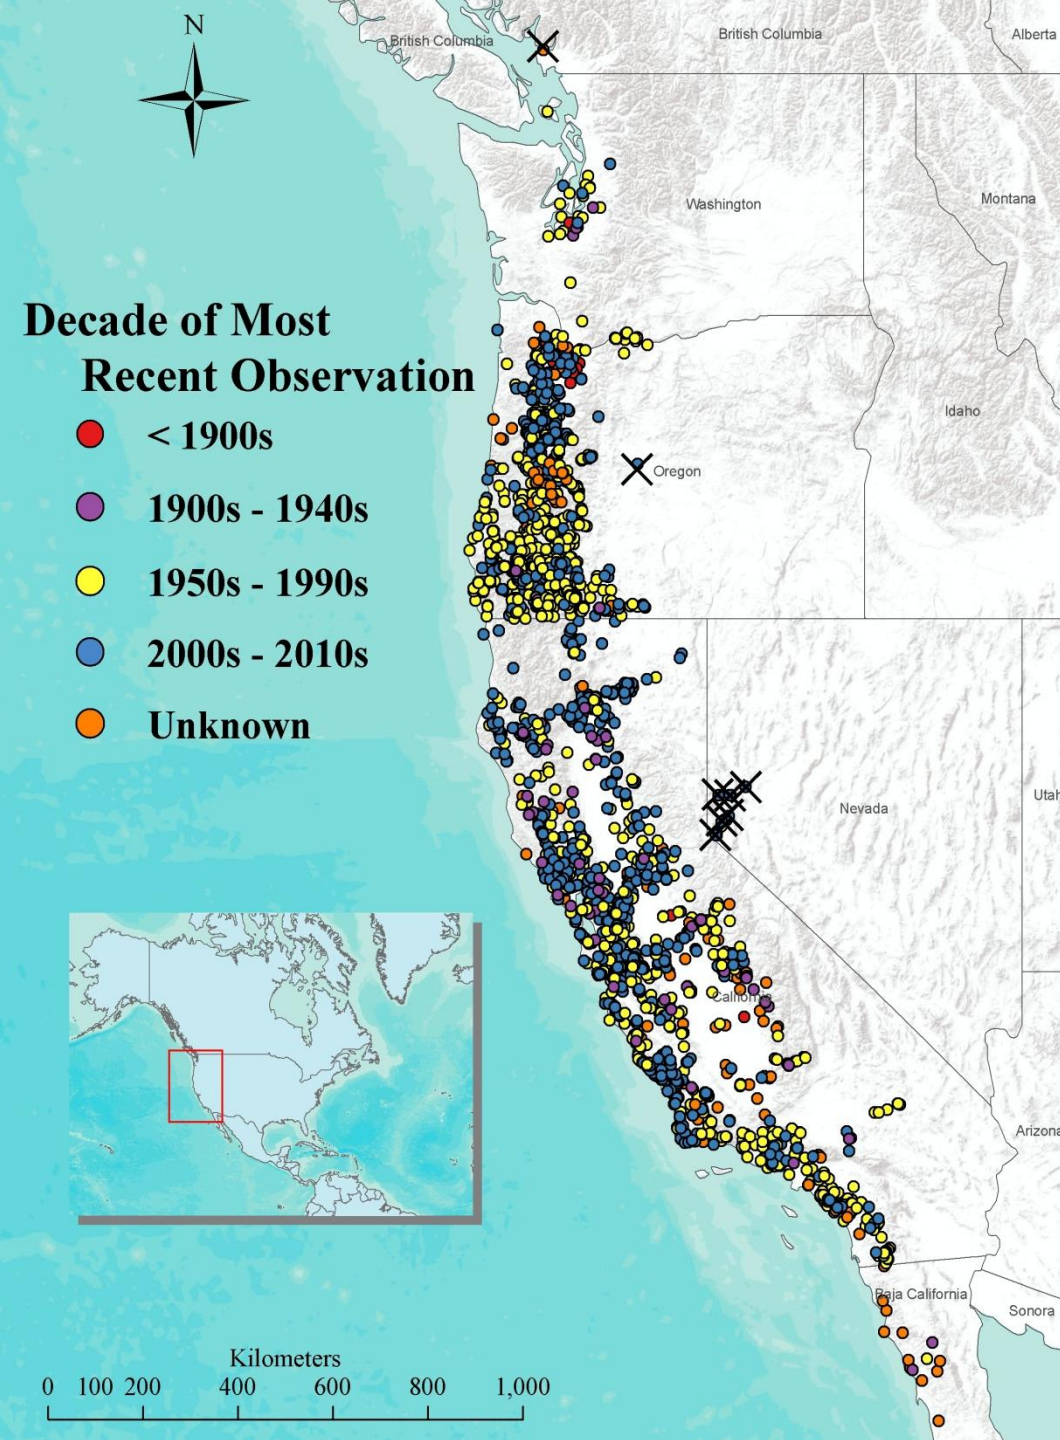 N
British Columbia
British Columbia
Alberta
Washington
Montana
Decade of Most
Recent Observation
< 1900s
1900s - 1940s
1950s - 1990s
2000s - 2010s
Unknown
Idaho
Oregon
Nevada
Utah
California
Arizona
Baja California
Sonora
Kilometers
0 100 200 400 600 800 1,000